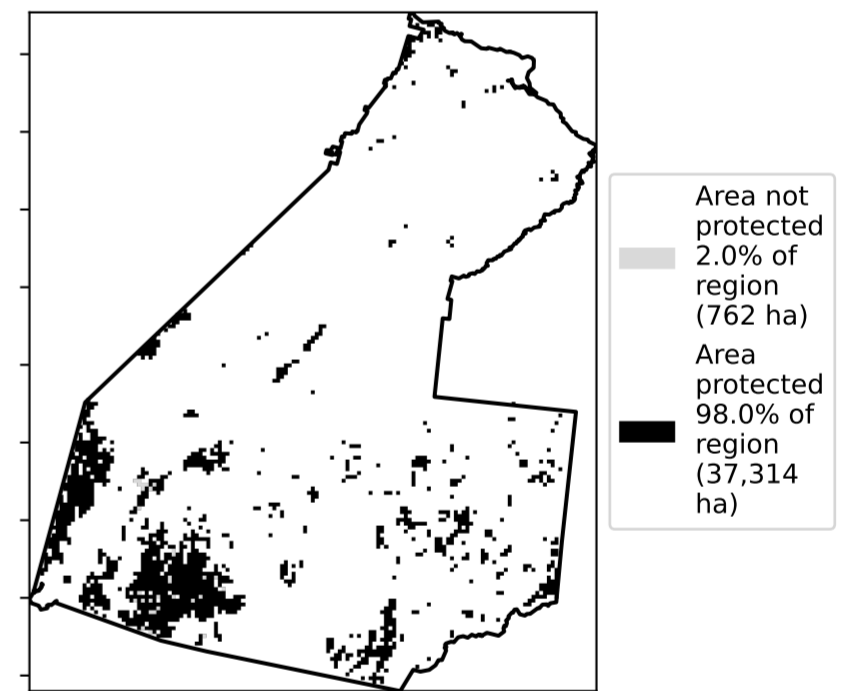 Area not
protected
2.0% of
region
(762 ha)
Area
protected
98.0% of
region
(37,314
ha)